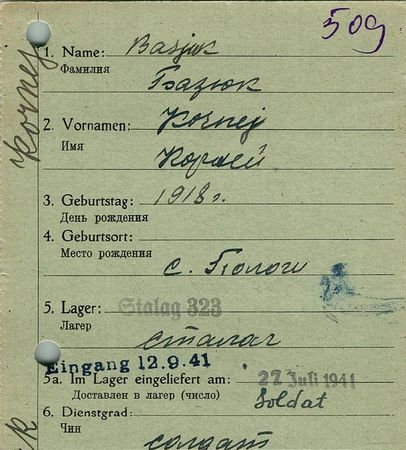 509
1. Name: Basjuk
Фамилия
Базюк
2. Vornamen: Kornej
Имя
Корней
3. Geburtstag: 1918 г.
День рождения
4. Geburtsort:
Место рождения
с. Пологи
5. Lager: Stalag 323
Лагер
сталаг
Eingang 12.9.41
5a. Im Lager eingeliefert am: 27 Juli 1941
Доставлен в лагер (число)
6. Dienstgrad: Soldat
Чин
солдат
Kornej